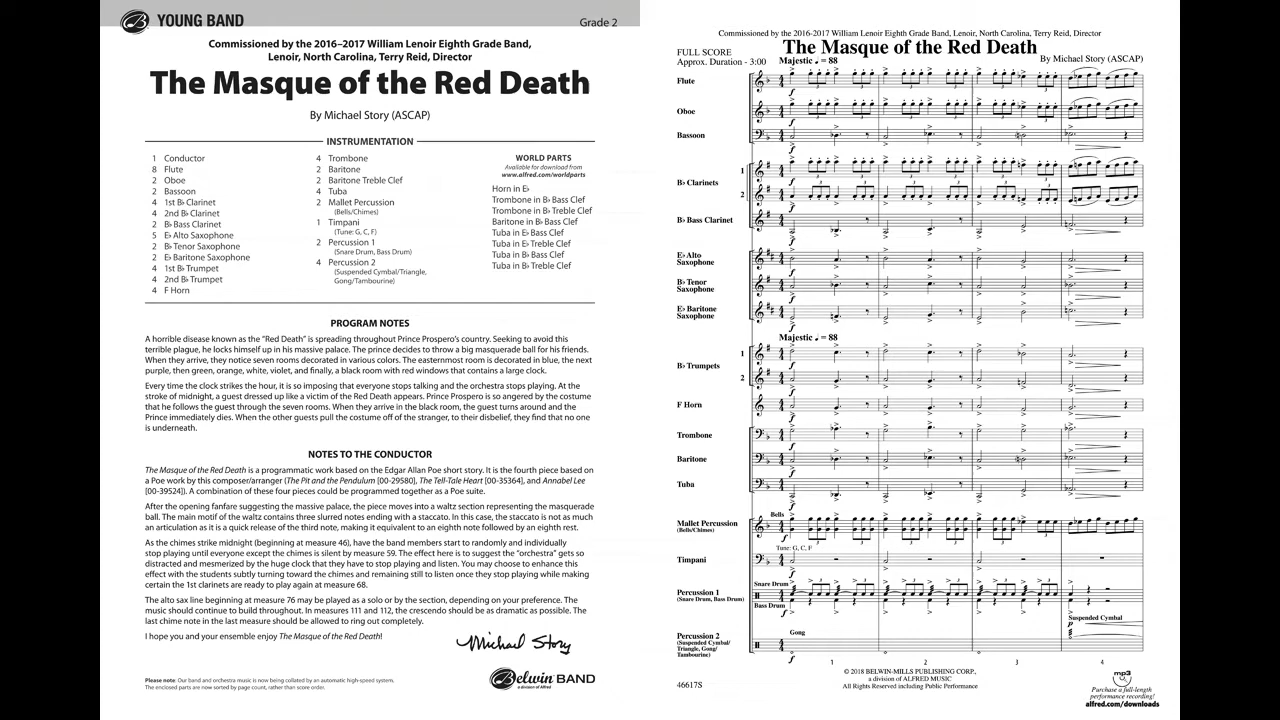 YOUNG BAND
Grade 2
Commissioned by the 2016–2017 William Lenoir Eighth Grade Band,
Lenoir, North Carolina, Terry Reid, Director
The Masque of the Red Death
By Michael Story (ASCAP)
INSTRUMENTATION
1 Conductor
8 Flute
2 Oboe
2 Bassoon
4 1st B♭ Clarinet
4 2nd B♭ Clarinet
2 B♭ Bass Clarinet
5 E♭ Alto Saxophone
2 B♭ Tenor Saxophone
2 E♭ Baritone Saxophone
4 1st B♭ Trumpet
4 2nd B♭ Trumpet
4 F Horn
4 Trombone
2 Baritone
2 Baritone Treble Clef
4 Tuba
2 Mallet Percussion
(Bells/Chimes)
1 Timpani
(Tune: G, C, F)
2 Percussion 1
(Snare Drum, Bass Drum)
4 Percussion 2
(Suspended Cymbal/Triangle,
Gong/Tambourine)
WORLD PARTS
Available for download from
www.alfred.com/worldparts
Horn in E♭
Trombone in B♭ Bass Clef
Trombone in B♭ Treble Clef
Baritone in B♭ Bass Clef
Tuba in E♭ Bass Clef
Tuba in E♭ Treble Clef
Tuba in B♭ Bass Clef
Tuba in B♭ Treble Clef
PROGRAM NOTES
A horrible disease known as the “Red Death” is spreading throughout Prince Prospero’s country. Seeking to avoid this
terrible plague, he locks himself up in his massive palace. The prince decides to throw a big masquerade ball for his friends.
When they arrive, they notice seven rooms decorated in various colors. The easternmost room is decorated in blue, the next
purple, then green, orange, white, violet, and finally, a black room with red windows that contains a large clock.
Every time the clock strikes the hour, it is so imposing that everyone stops talking and the orchestra stops playing. At the
stroke of midnight, a guest dressed up like a victim of the Red Death appears. Prince Prospero is so angered by the costume
that he follows the guest through the seven rooms. When they arrive in the black room, the guest turns around and the
Prince immediately dies. When the other guests pull the costume off of the stranger, to their disbelief, they find that no one
is underneath.
NOTES TO THE CONDUCTOR
The Masque of the Red Death is a programmatic work based on the Edgar Allan Poe short story. It is the fourth piece based on
a Poe work by this composer/arranger (The Pit and the Pendulum [00-29580], The Tell-Tale Heart [00-35364], and Annabel Lee
[00-39524]). A combination of these four pieces could be programmed together as a Poe suite.
After the opening fanfare suggesting the massive palace, the piece moves into a waltz section representing the masquerade
ball. The main motif of the waltz contains three slurred notes ending with a staccato. In this case, the staccato is not as much
an articulation as it is a quick release of the third note, making it equivalent to an eighth note followed by an eighth rest.
As the chimes strike midnight (beginning at measure 46), have the band members start to randomly and individually
stop playing until everyone except the chimes is silent by measure 59. The effect here is to suggest the “orchestra” gets so
distracted and mesmerized by the huge clock that they have to stop playing and listen. You may choose to enhance this
effect with the students subtly turning toward the chimes and remaining still to listen once they stop playing while making
certain the 1st clarinets are ready to play again at measure 68.
The alto sax line beginning at measure 76 may be played as a solo or by the section, depending on your preference. The
music should continue to build throughout. In measures 111 and 112, the crescendo should be as dramatic as possible. The
last chime note in the last measure should be allowed to ring out completely.
I hope you and your ensemble enjoy The Masque of the Red Death!
Michael Story
Please note: Our band and orchestra music is now being collated by an automatic high-speed system.
The enclosed parts are now sorted by page count, rather than score order.
Belwin BAND
a division of Alfred
Commissioned by the 2016-2017 William Lenoir Eighth Grade Band, Lenoir, North Carolina, Terry Reid, Director
The Masque of the Red Death
FULL SCORE
Approx. Duration - 3:00
By Michael Story (ASCAP)
Majestic ♩ = 88
Flute
Oboe
Bassoon
B♭ Clarinets
1
2
B♭ Bass Clarinet
E♭ Alto
Saxophone
B♭ Tenor
Saxophone
E♭ Baritone
Saxophone
Majestic ♩ = 88
B♭ Trumpets
1
2
F Horn
Trombone
Baritone
Tuba
Bells
Mallet Percussion
(Bells/Chimes)
Tune: G, C, F
Timpani
Snare Drum
Percussion 1
(Snare Drum, Bass Drum)
Bass Drum
Suspended Cymbal
Gong
Percussion 2
(Suspended Cymbal/
Triangle, Gong/
Tambourine)
1 2 3 4
© 2018 BELWIN-MILLS PUBLISHING CORP.,
a division of ALFRED MUSIC
All Rights Reserved including Public Performance
46617S
mp3
Purchase a full-length
performance recording!
alfred.com/downloads